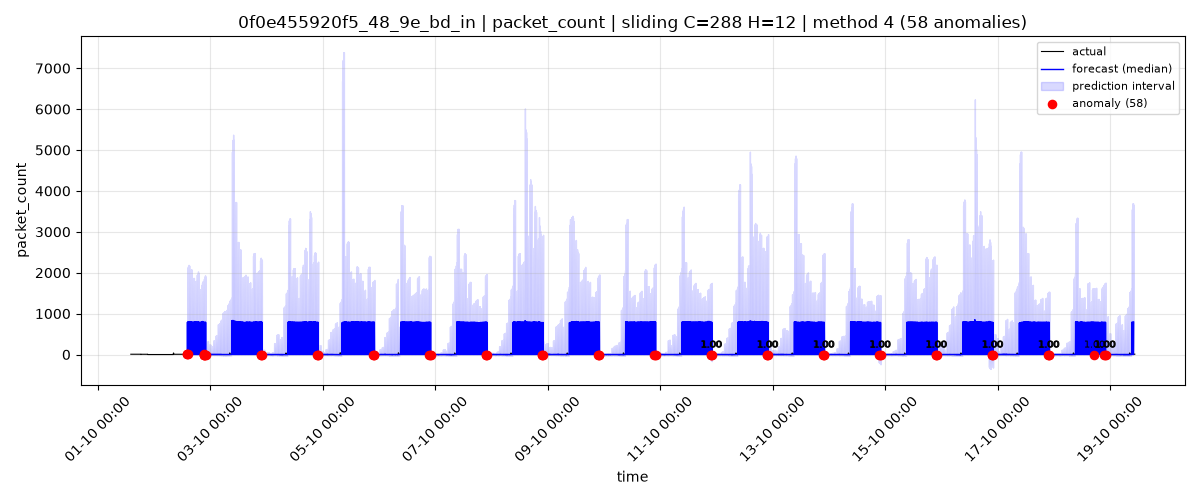 0f0e455920f5_48_9e_bd_in | packet_count | sliding C=288 H=12 | method 4 (58 anomalies)
actual
forecast (median)
prediction interval
anomaly (58)
packet_count
7000
6000
5000
4000
3000
2000
1000
0
1.00 1.00 1.00 1.00 1.00 1.00 1.00
01-10 00:00
03-10 00:00
05-10 00:00
07-10 00:00
09-10 00:00
11-10 00:00
13-10 00:00
15-10 00:00
17-10 00:00
19-10 00:00
time